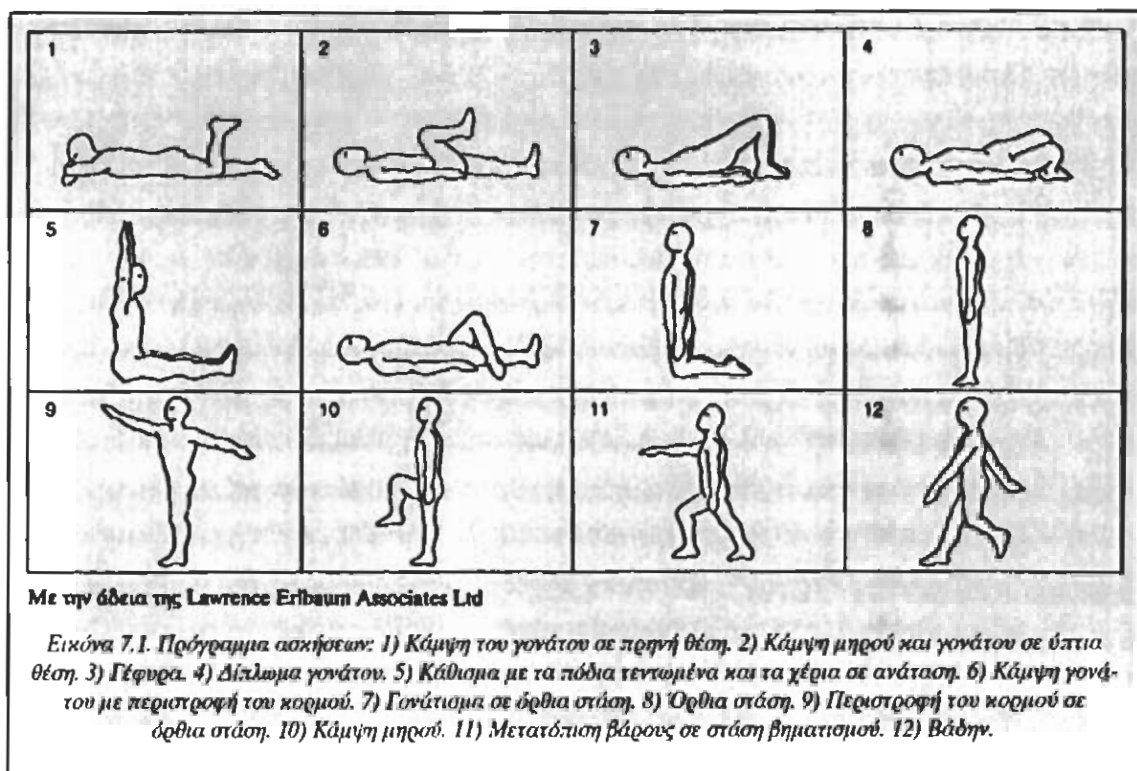 1
2
3
4
5
6
7
8
9
10
11
12
Με την άδεια της Lawrence Erlbaum Associates Ltd
Εικόνα 7.1. Πρόγραμμα ασκήσεων: 1) Κάμψη του γονάτου σε πρηνή θέση. 2) Κάμψη μηρού και γονάτου σε ύπτια
θέση. 3) Γέφυρα. 4) Δίπλωμα γονάτου. 5) Κάθισμα με τα πόδια τεντωμένα και τα χέρια σε ανάταση. 6) Κάμψη γονά-
του με περιστροφή του κορμού. 7) Γονάτισμα σε όρθια στάση. 8) Όρθια στάση. 9) Περιστροφή του κορμού σε
όρθια στάση. 10) Κάμψη μηρού. 11) Μετατόπιση βάρους σε στάση βηματισμού. 12) Βάδην.